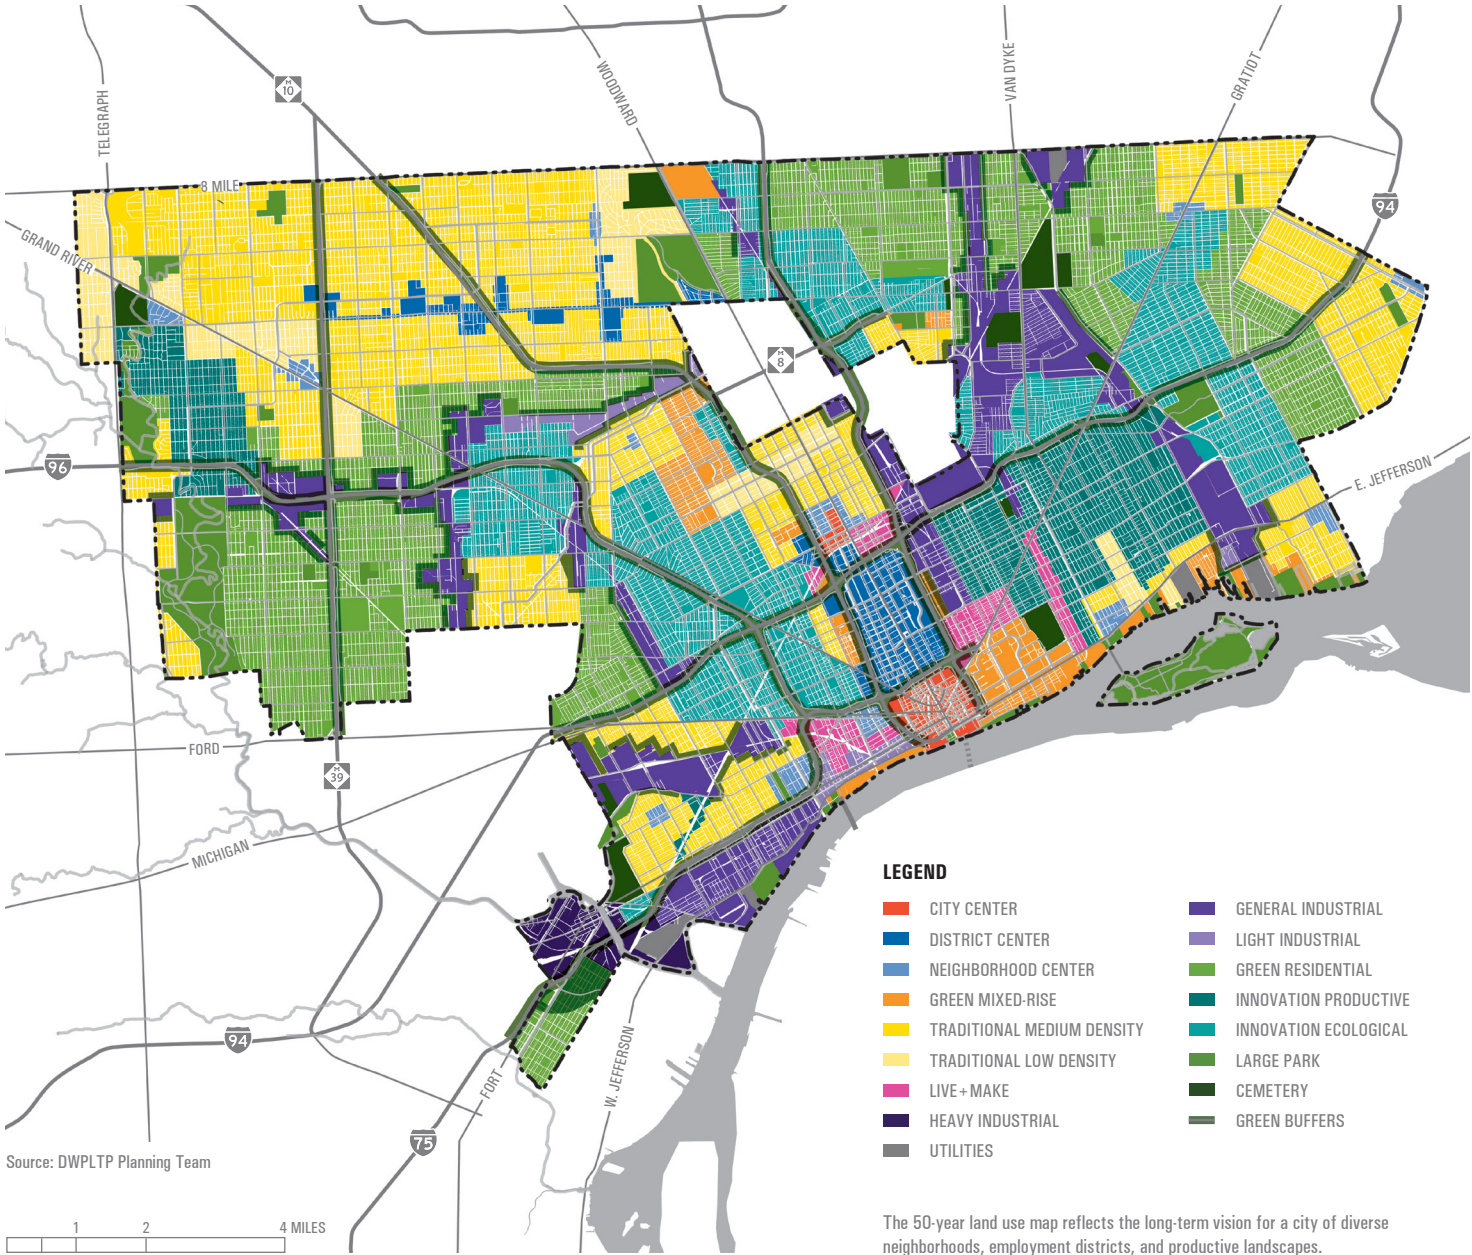 TELEGRAPH
M
10
WOODWARD
VAN DYKE
GRATIOT
8 MILE
94
GRAND RIVER
M
8
96
E. JEFFERSON
FORD
M
39
MICHIGAN
94
FORT
W. JEFFERSON
75
LEGEND
CITY CENTER
DISTRICT CENTER
NEIGHBORHOOD CENTER
GREEN MIXED-RISE
TRADITIONAL MEDIUM DENSITY
TRADITIONAL LOW DENSITY
LIVE+MAKE
HEAVY INDUSTRIAL
UTILITIES
GENERAL INDUSTRIAL
LIGHT INDUSTRIAL
GREEN RESIDENTIAL
INNOVATION PRODUCTIVE
INNOVATION ECOLOGICAL
LARGE PARK
CEMETERY
GREEN BUFFERS
Source: DWPLTP Planning Team
1 2 4 MILES
The 50-year land use map reflects the long-term vision for a city of diverse
neighborhoods, employment districts, and productive landscapes.